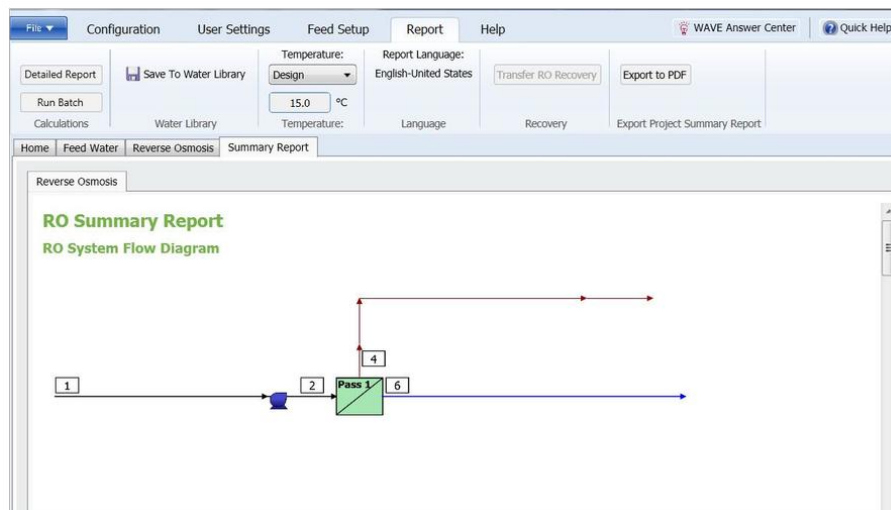 File Configuration User Settings Feed Setup Report Help WAVE Answer Center Quick Help
Temperature: Report Language:
Detailed Report Save To Water Library Design English-United States Transfer RO Recovery Export to PDF
Run Batch 15.0 °C
Calculations Water Library Temperature: Language Recovery Export Project Summary Report
Home Feed Water Reverse Osmosis Summary Report
Reverse Osmosis
RO Summary Report
RO System Flow Diagram
4
1 2 Pass 1 6